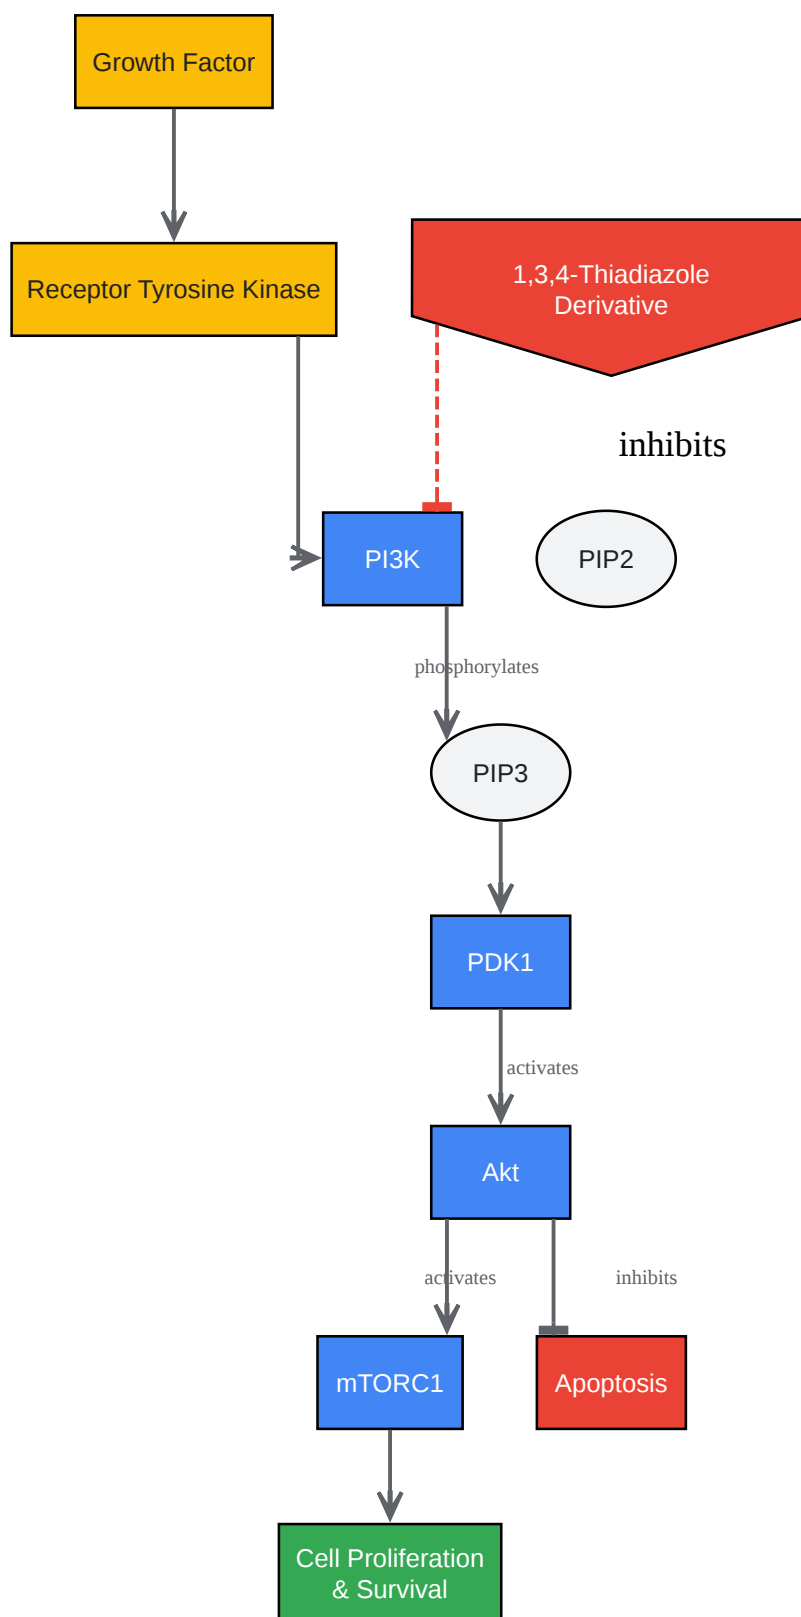 Growth Factor
Receptor Tyrosine Kinase
1,3,4-Thiadiazole
Derivative
inhibits
PI3K
PIP2
phosphorylates
PIP3
PDK1
activates
Akt
activates
inhibits
mTORC1
Apoptosis
Cell Proliferation
& Survival